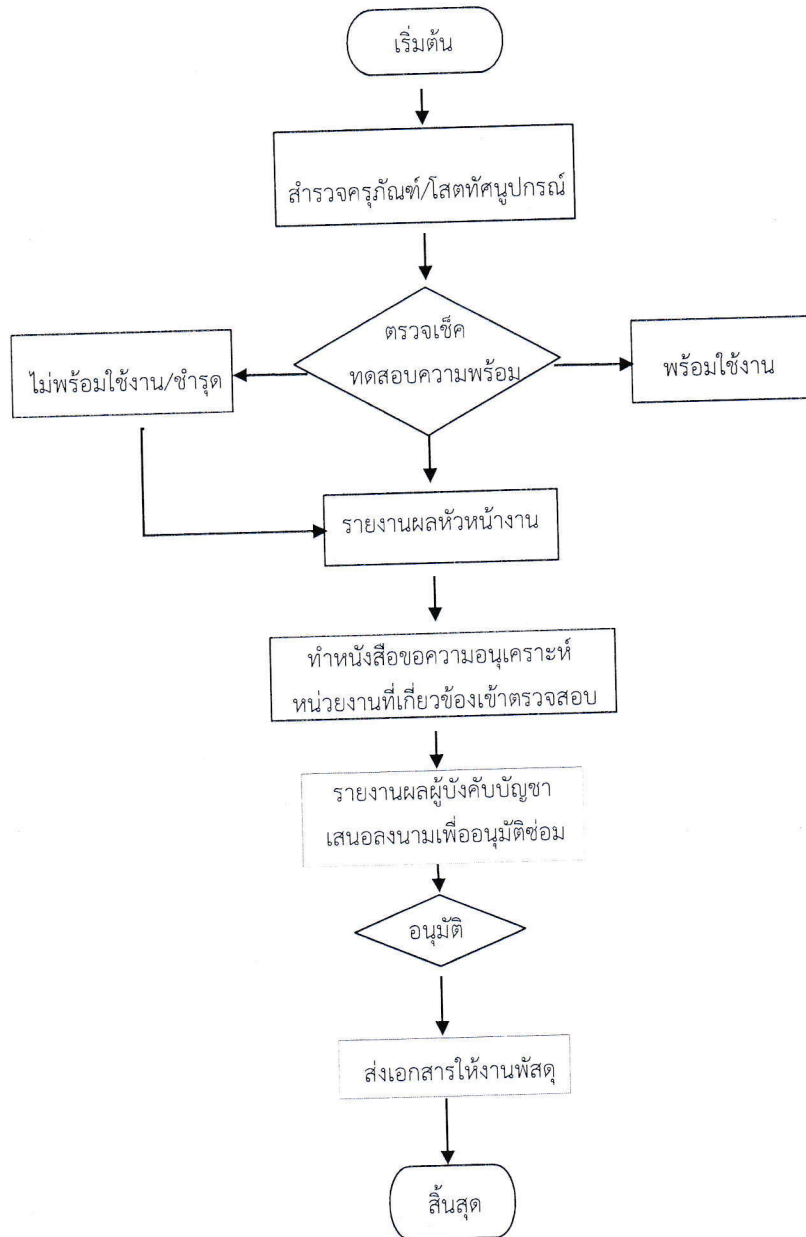 เริ่มต้น
สำรวจครุภัณฑ์/โสตทัศนูปกรณ์
ตรวจเช็ค
ทดสอบความพร้อม
ไม่พร้อมใช้งาน/ชำรุด
พร้อมใช้งาน
รายงานผลหัวหน้างาน
ทำหนังสือขอความอนุเคราะห์
หน่วยงานที่เกี่ยวข้องเข้าตรวจสอบ
รายงานผลผู้บังคับบัญชา
เสนอลงนามเพื่ออนุมัติซ่อม
อนุมัติ
ส่งเอกสารให้งานพัสดุ
สิ้นสุด